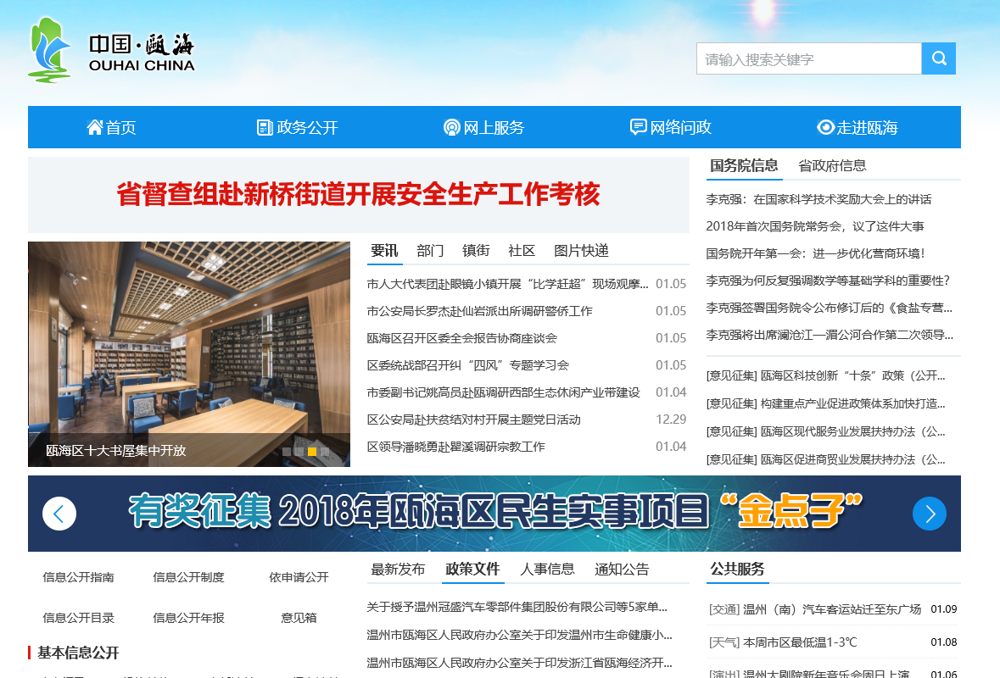 中国·瓯海
OUHAI CHINA
请输入搜索关键字
首页
政务公开
网上服务
网络问政
走进瓯海
省督查组赴新桥街道开展安全生产工作考核
国务院信息 省政府信息
李克强：在国家科学技术奖励大会上的讲话
2018年首次国务院常务会，议了这件大事
国务院开年第一会：进一步优化营商环境！
李克强为何反复强调数学等基础学科的重要性？
李克强签署国务院令公布修订后的《食盐专营...
李克强将出席澜沧江—湄公河合作第二次领导...
[意见征集] 瓯海区科技创新“十条”政策（公开...
[意见征集] 构建重点产业促进政策体系加快打造...
[意见征集] 瓯海区现代服务业发展扶持办法（公...
[意见征集] 瓯海区促进商贸业发展扶持办法（公...
瓯海区十大书屋集中开放
要讯 部门 镇街 社区 图片快递
市人大代表团赴眼镜小镇开展“比学赶超”现场观摩... 01.05
市公安局长罗杰赴仙岩派出所调研警侨工作 01.05
瓯海区召开区委全会报告协商座谈会 01.05
区委统战部召开纠“四风”专题学习会 01.05
市委副书记姚高员赴瓯调研西部生态休闲产业带建设 01.04
区公安局赴扶贫结对村开展主题党日活动 12.29
区领导潘晓勇赴瞿溪调研宗教工作 01.04
有奖征集 2018年瓯海区民生实事项目“金点子”
信息公开指南 信息公开制度 依申请公开
信息公开目录 信息公开年报 意见箱
基本信息公开
最新发布 政策文件 人事信息 通知公告
关于授予温州冠盛汽车零部件集团股份有限公司等5家单...
温州市瓯海区人民政府办公室关于印发温州市生命健康小...
温州市瓯海区人民政府办公室关于印发浙江省瓯海经济开...
公共服务
[交通] 温州（南）汽车客运站迁至东广场 01.09
[天气] 本周市区最低温1-3℃ 01.08
[演出] 温州大剧院新年音乐会周日上演 01.06